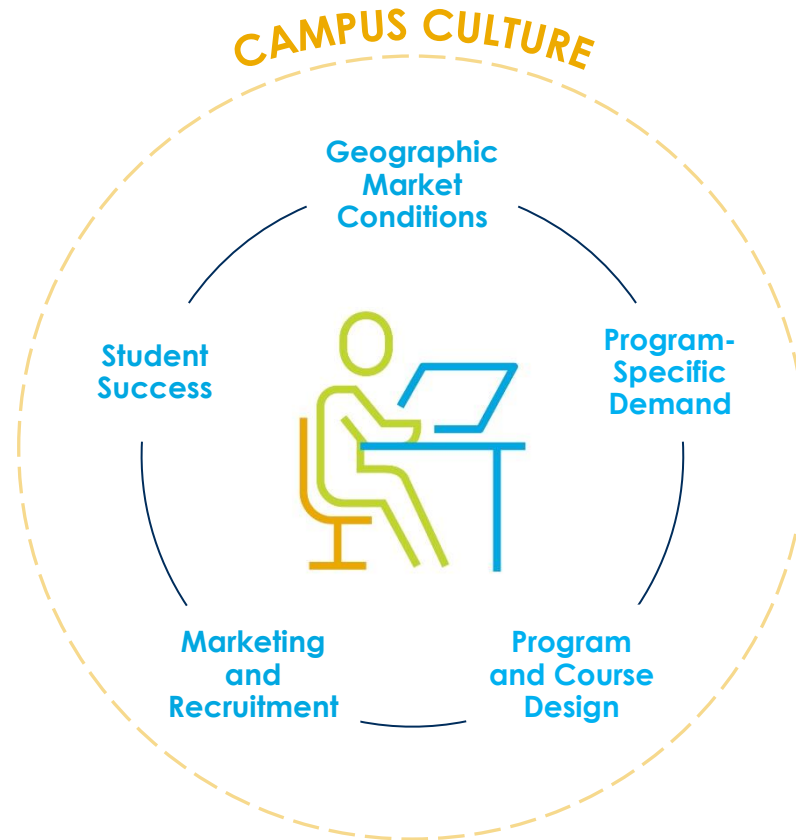 CAMPUS CULTURE
Geographic
Market
Conditions
Program-
Specific
Demand
Program
and Course
Design
Marketing
and
Recruitment
Student
Success